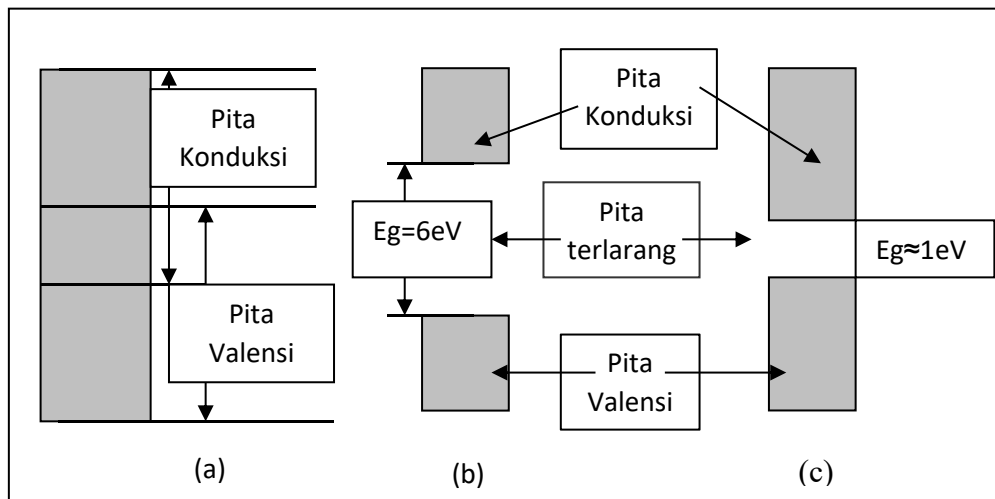 Pita
Konduksi
Pita
Valensi
(a)
Eg=6eV
(b)
Pita
Konduksi
Pita
terlarang
Pita
Valensi
Eg≈1eV
(c)